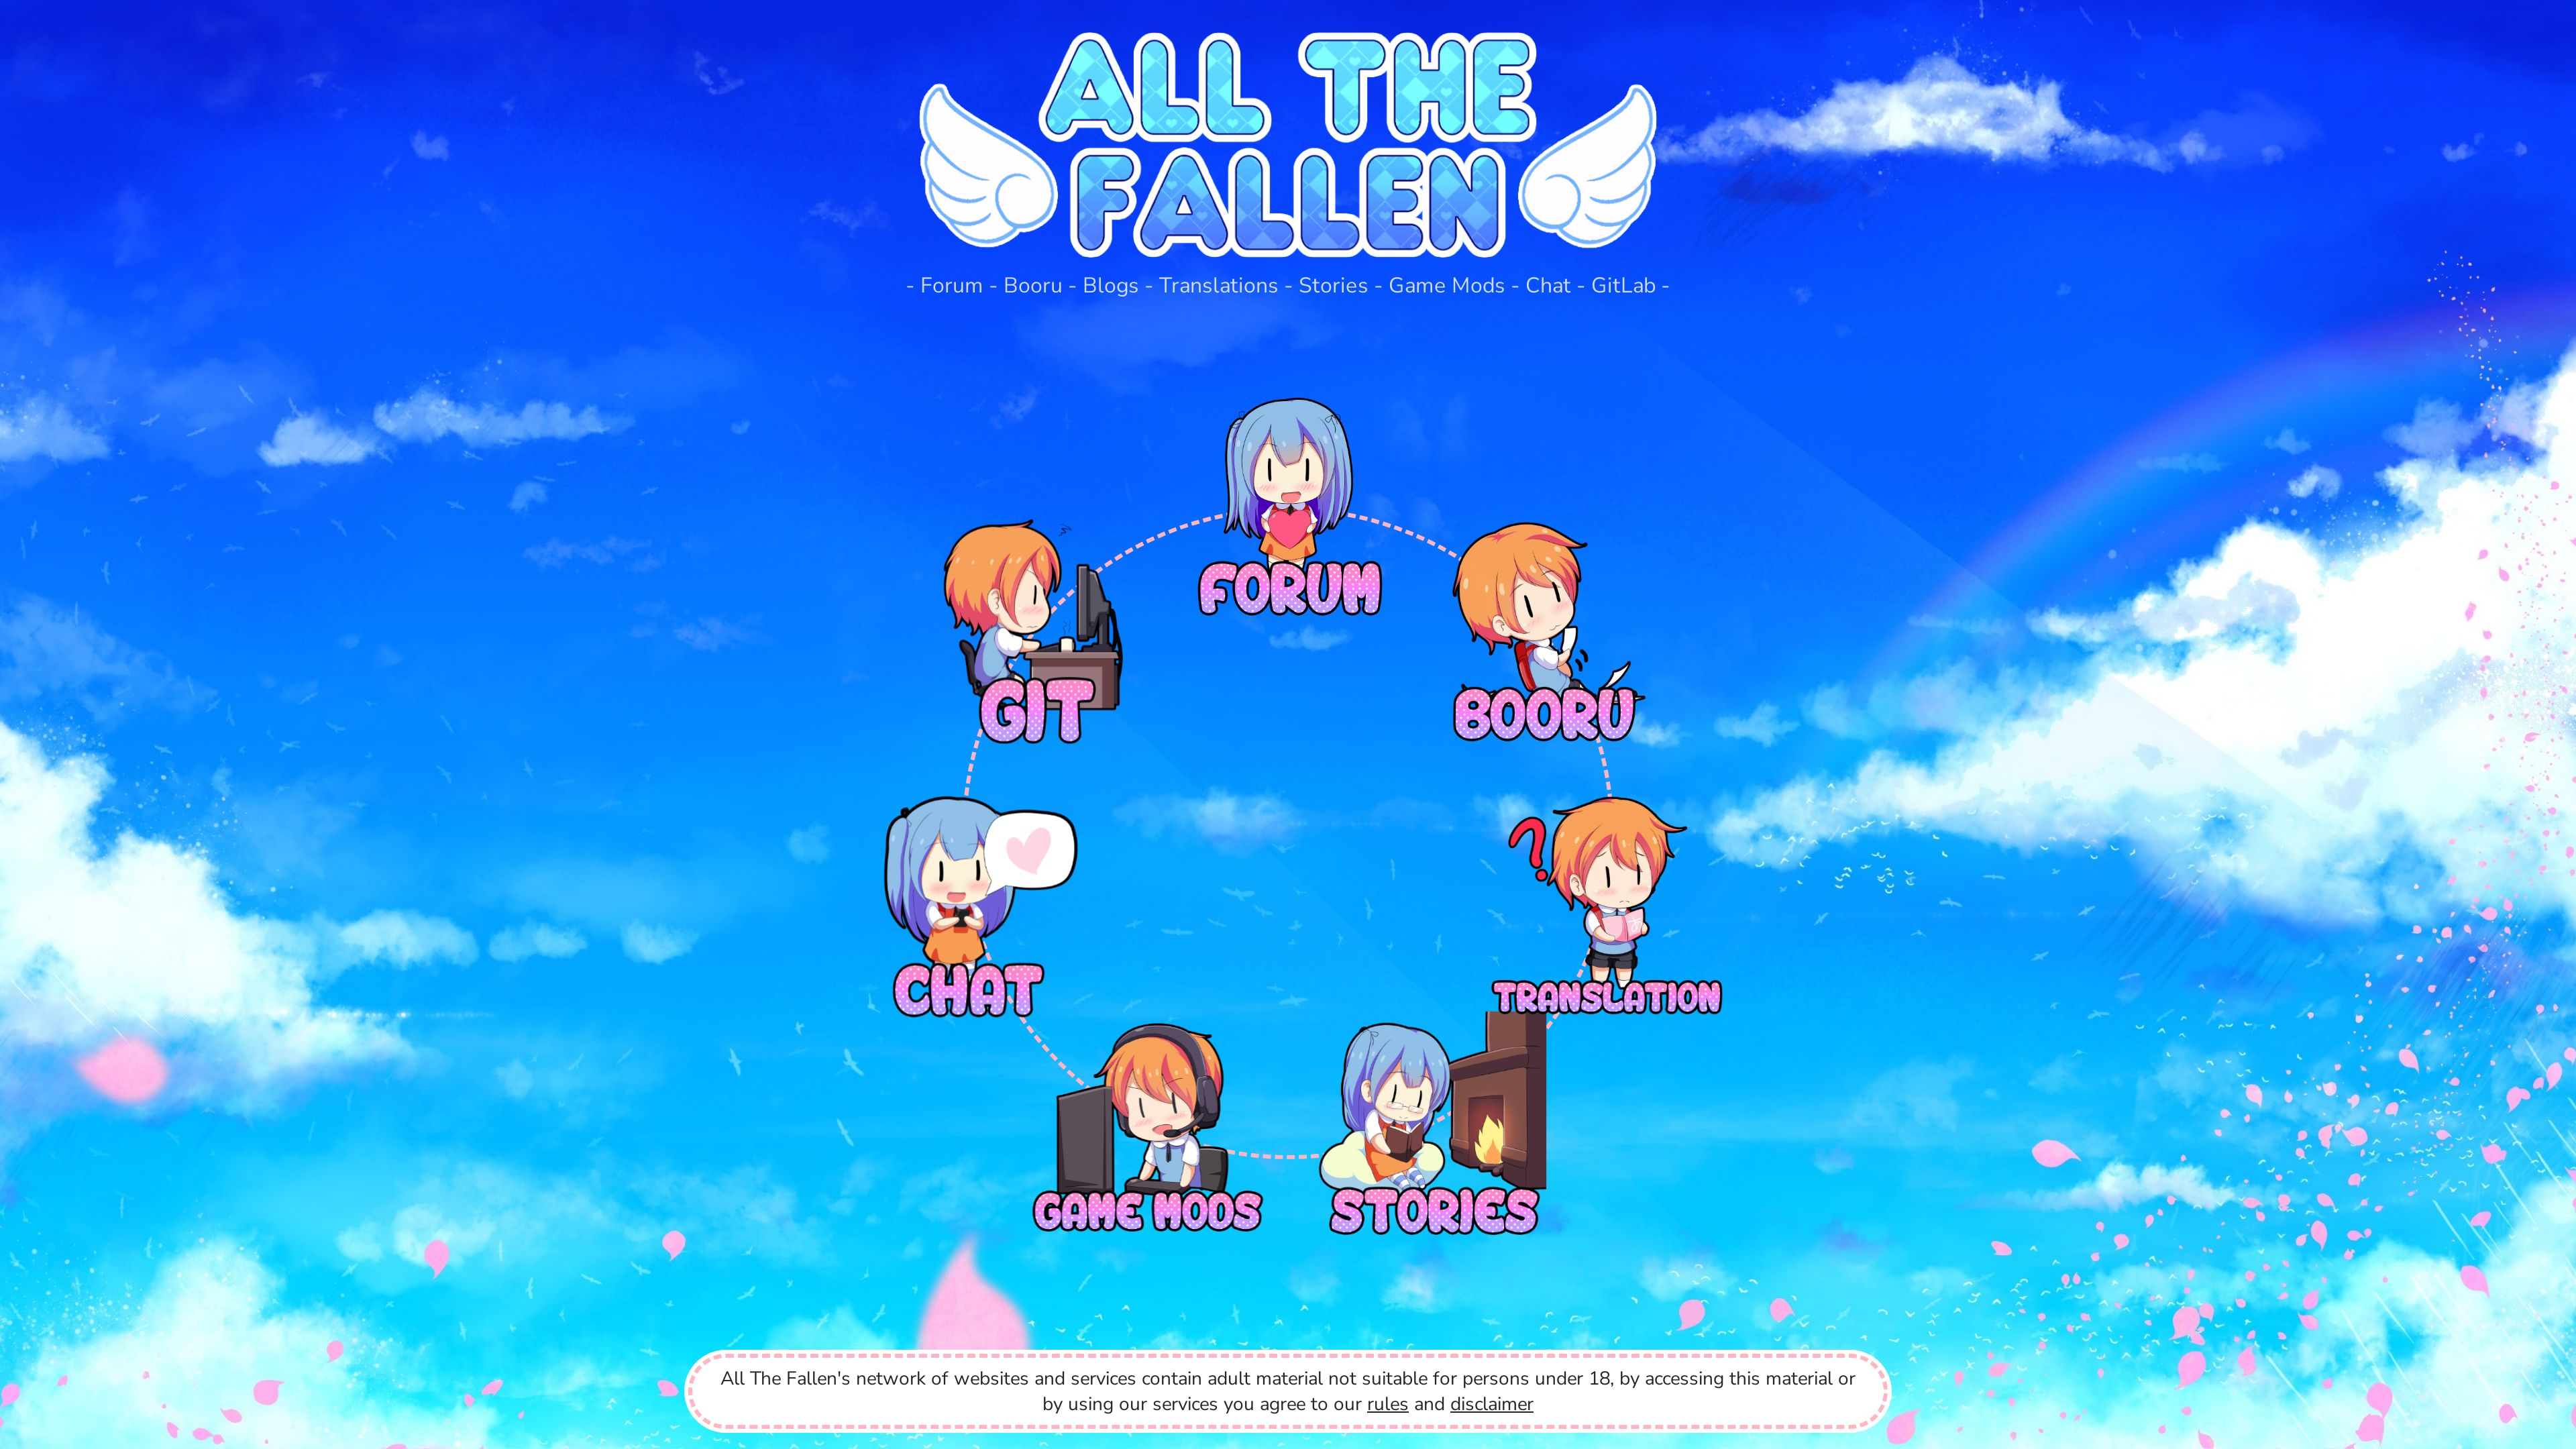 ALL THE
FALLEN
- Forum - Booru - Blogs - Translations - Stories - Game Mods - Chat - GitLab -
FORUM
GIT
BOORU
CHAT
TRANSLATION
GAME MODS
STORIES
All The Fallen's network of websites and services contain adult material not suitable for persons under 18, by accessing this material or
by using our services you agree to our rules and disclaimer